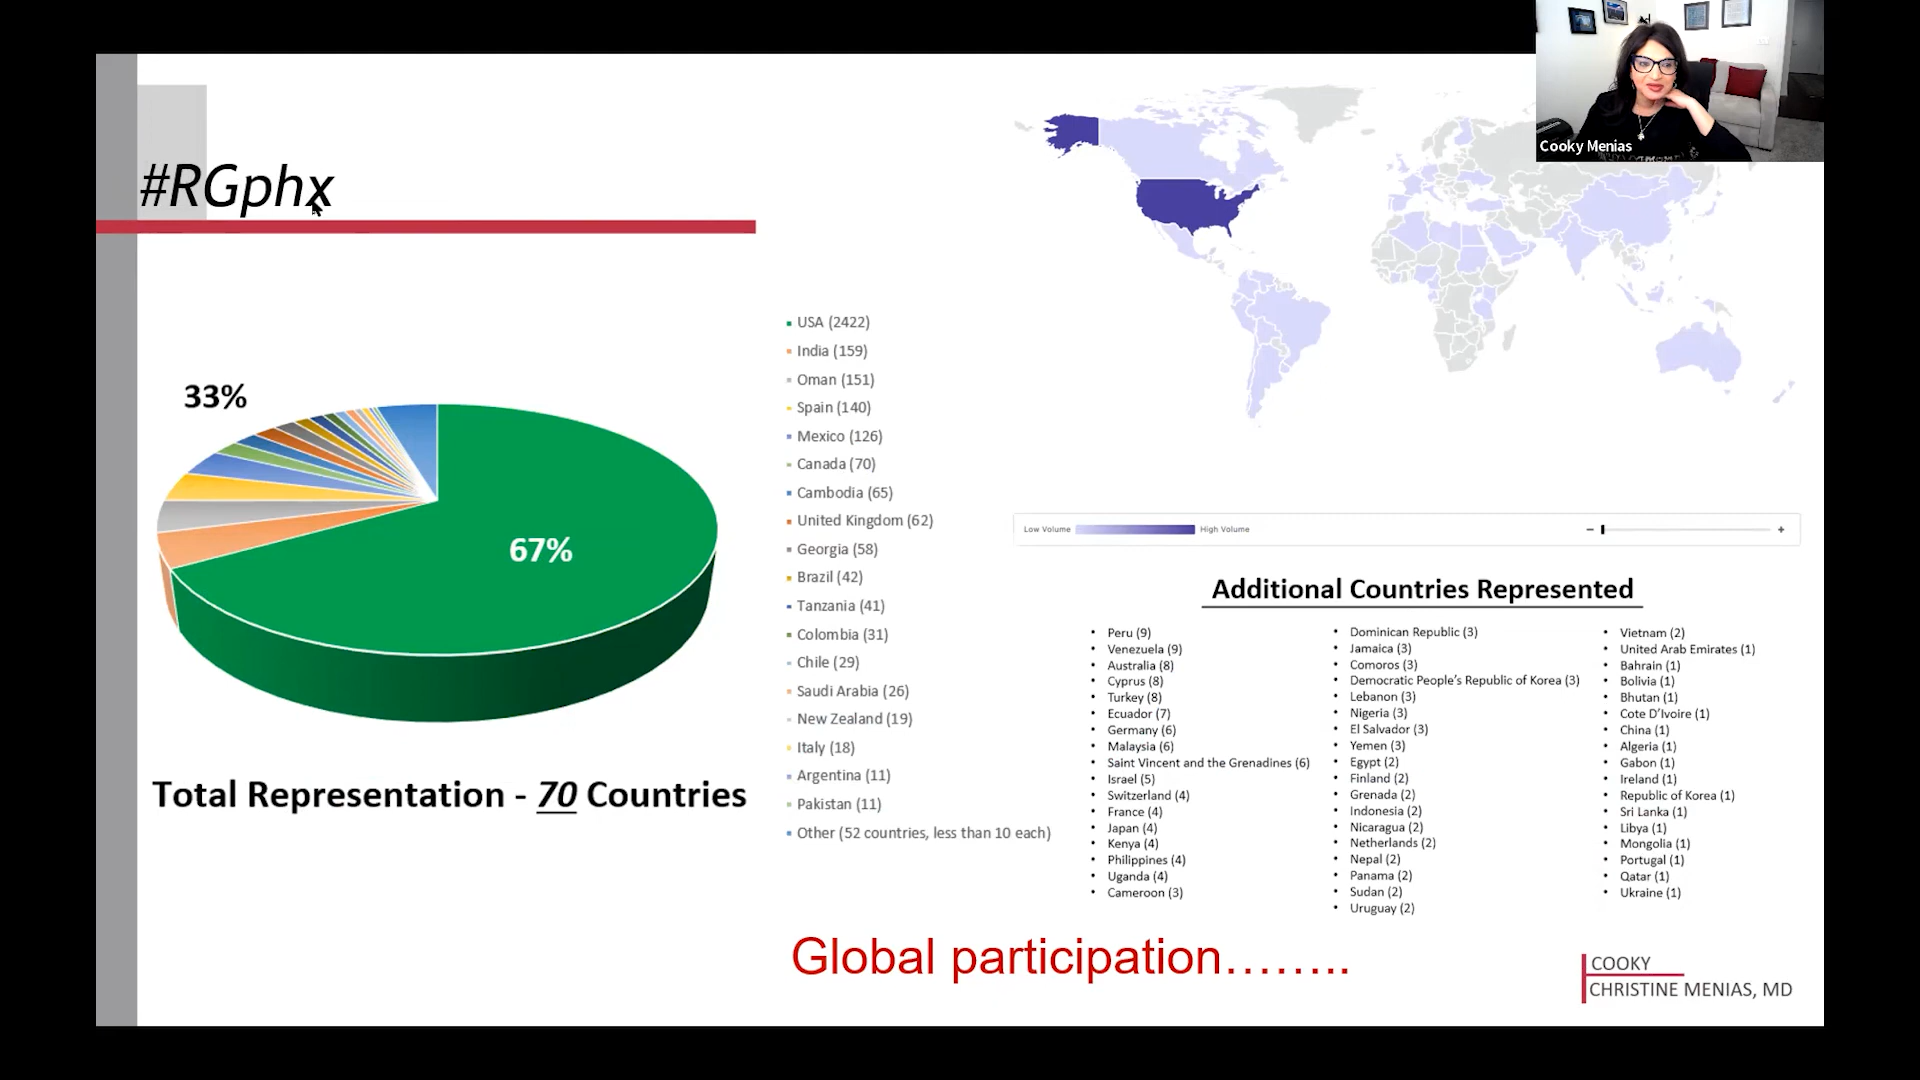 Cooky Menias
#RGphx
33%
67%
Total Representation - 70 Countries
USA (2422)
India (159)
Oman (151)
Spain (140)
Mexico (126)
Canada (70)
Cambodia (65)
United Kingdom (62)
Georgia (58)
Brazil (42)
Tanzania (41)
Colombia (31)
Chile (29)
Saudi Arabia (26)
New Zealand (19)
Italy (18)
Argentina (11)
Pakistan (11)
Other (52 countries, less than 10 each)
Low Volume
High Volume
− +
Additional Countries Represented
• Peru (9)
• Venezuela (9)
• Australia (8)
• Cyprus (8)
• Turkey (8)
• Ecuador (7)
• Germany (6)
• Malaysia (6)
• Saint Vincent and the Grenadines (6)
• Israel (5)
• Switzerland (4)
• France (4)
• Japan (4)
• Kenya (4)
• Philippines (4)
• Uganda (4)
• Cameroon (3)
• Dominican Republic (3)
• Jamaica (3)
• Comoros (3)
• Democratic People's Republic of Korea (3)
• Lebanon (3)
• Nigeria (3)
• El Salvador (3)
• Yemen (3)
• Egypt (2)
• Finland (2)
• Grenada (2)
• Indonesia (2)
• Nicaragua (2)
• Netherlands (2)
• Nepal (2)
• Panama (2)
• Sudan (2)
• Uruguay (2)
• Vietnam (2)
• United Arab Emirates (1)
• Bahrain (1)
• Bolivia (1)
• Bhutan (1)
• Cote D'Ivoire (1)
• China (1)
• Algeria (1)
• Gabon (1)
• Ireland (1)
• Republic of Korea (1)
• Sri Lanka (1)
• Libya (1)
• Mongolia (1)
• Portugal (1)
• Qatar (1)
• Ukraine (1)
Global participation........
COOKY
CHRISTINE MENIAS, MD